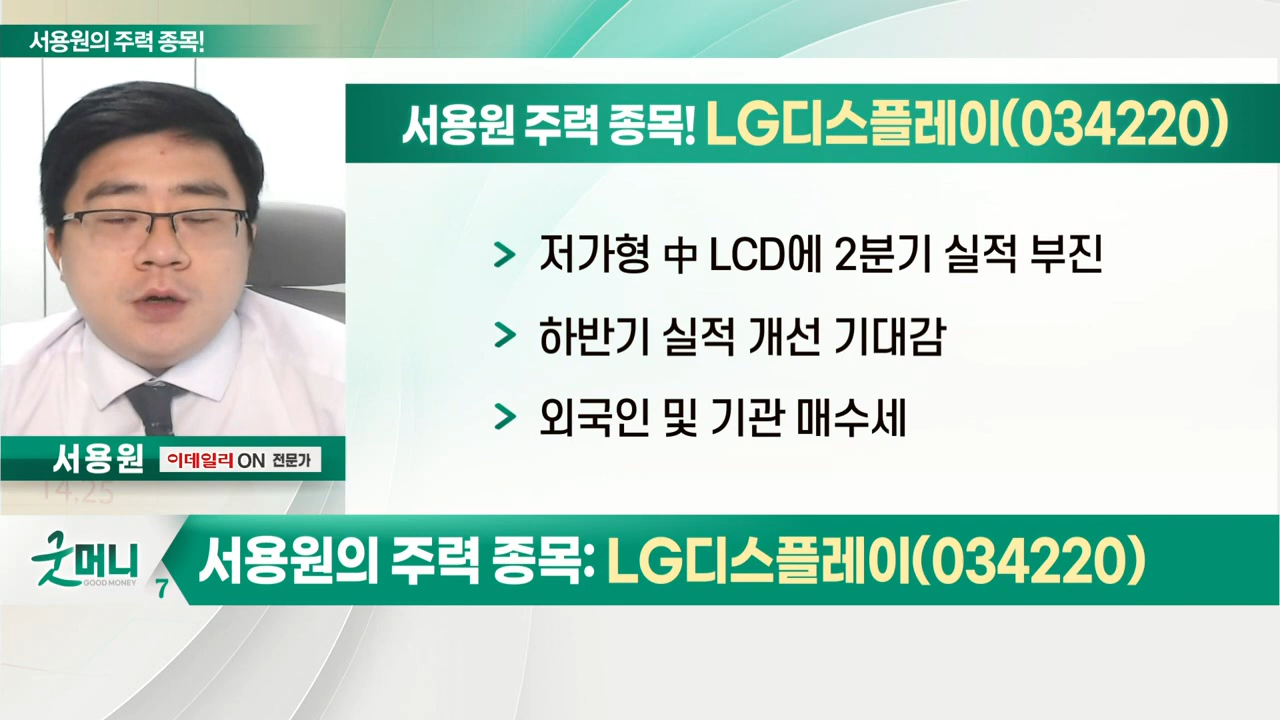 서용원의 주력 종목!
서용원 주력 종목! LG디스플레이(034220)
> 저가형 中 LCD에 2분기 실적 부진
> 하반기 실적 개선 기대감
> 외국인 및 기관 매수세
서용원 이데일리 ON 전문가
14.25
굿머니 GOOD MONEY 7
서용원의 주력 종목: LG디스플레이(034220)